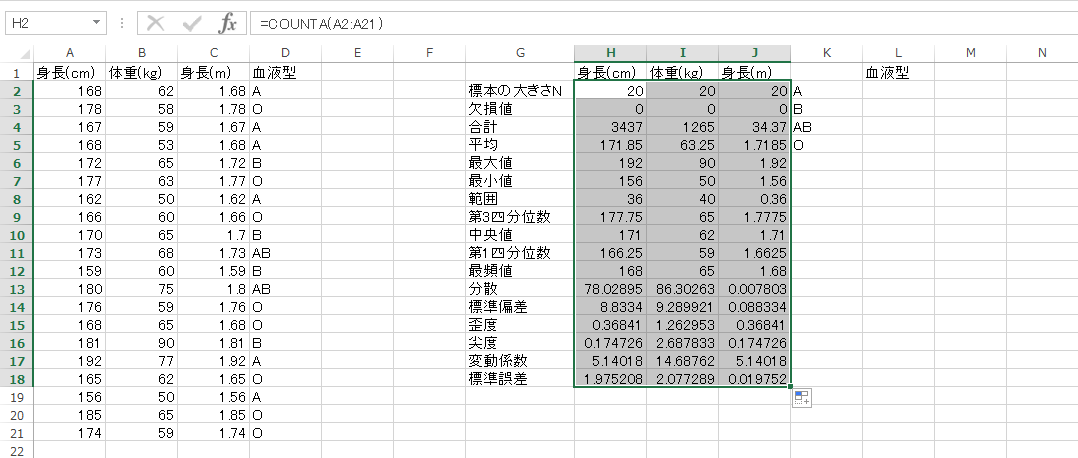 H2 fx =COUNTA(A2:A21)
A B C D E F G H I J K L M N
1 身長(cm) 体重(kg) 身長(m) 血液型 身長(cm) 体重(kg) 身長(m) 血液型
2 168 62 1.68 A 標本の大きさN 20 20 20 A
3 178 58 1.78 O 欠損値 0 0 0 B
4 167 59 1.67 A 合計 3437 1265 34.37 AB
5 168 53 1.68 A 平均 171.85 63.25 1.7185 O
6 172 65 1.72 B 最大値 192 90 1.92
7 177 63 1.77 O 最小値 156 50 1.56
8 162 50 1.62 A 範囲 36 40 0.36
9 166 60 1.66 O 第3四分位数 177.75 65 1.7775
10 170 65 1.7 B 中央値 171 62 1.71
11 173 68 1.73 AB 第1四分位数 166.25 59 1.6625
12 159 60 1.59 B 最頻値 168 65 1.68
13 180 75 1.8 AB 分散 78.02895 86.30263 0.007803
14 176 59 1.76 O 標準偏差 8.8334 9.289921 0.088334
15 168 65 1.68 O 歪度 0.36841 1.262953 0.36841
16 181 90 1.81 B 尖度 0.174726 2.687833 0.174726
17 192 77 1.92 A 変動係数 5.14018 14.68762 5.14018
18 165 62 1.65 O 標準誤差 1.975208 2.077289 0.019752
19 156 50 1.56 A
20 185 65 1.85 O
21 174 59 1.74 O
22